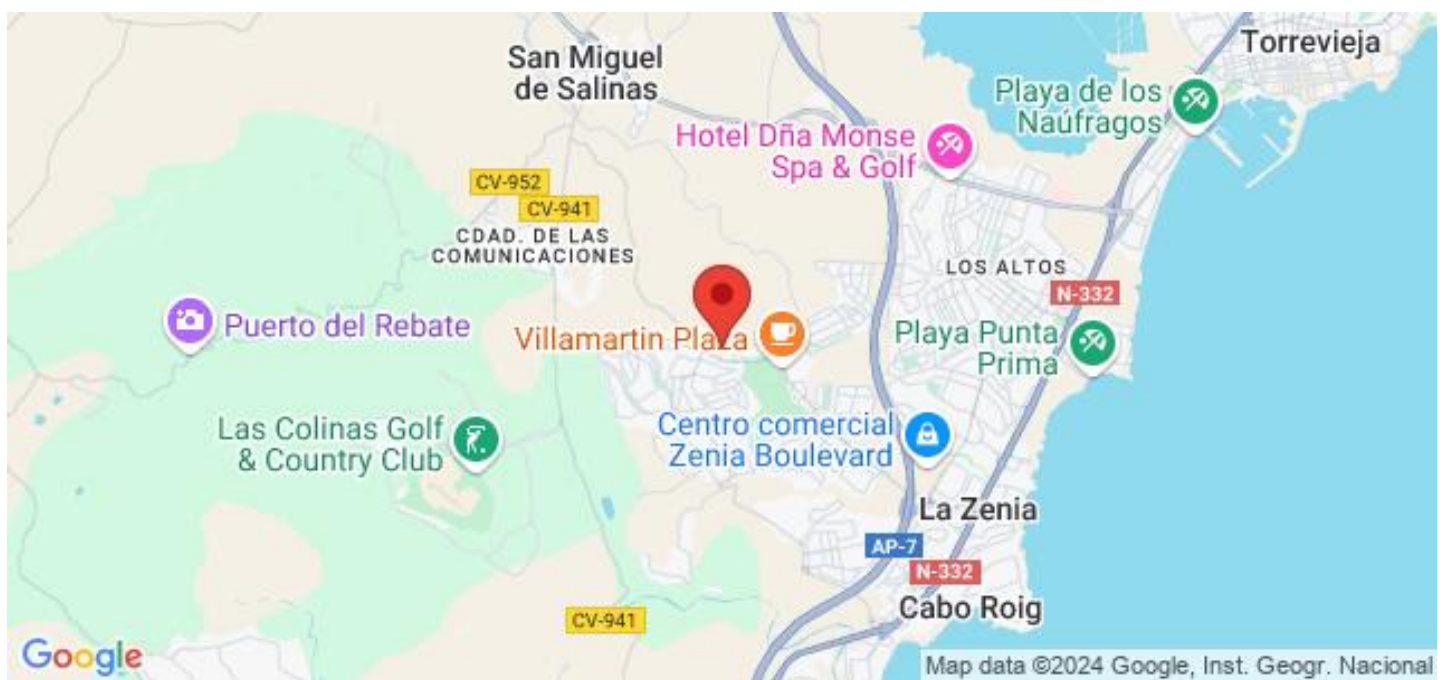 Torrevieja
San Miguel
de Salinas
Playa de los
Naúfragos
Hotel Dña Monse
Spa & Golf
CV-952
CV-941
CDAD. DE LAS
COMUNICACIONES
LOS ALTOS
N-332
Puerto del Rebate
Villamartin Plaza
Playa Punta
Prima
Las Colinas Golf
& Country Club
Centro comercial
Zenia Boulevard
La Zenia
AP-7
N-332
Cabo Roig
CV-941
Google
Map data ©2024 Google, Inst. Geogr. Nacional